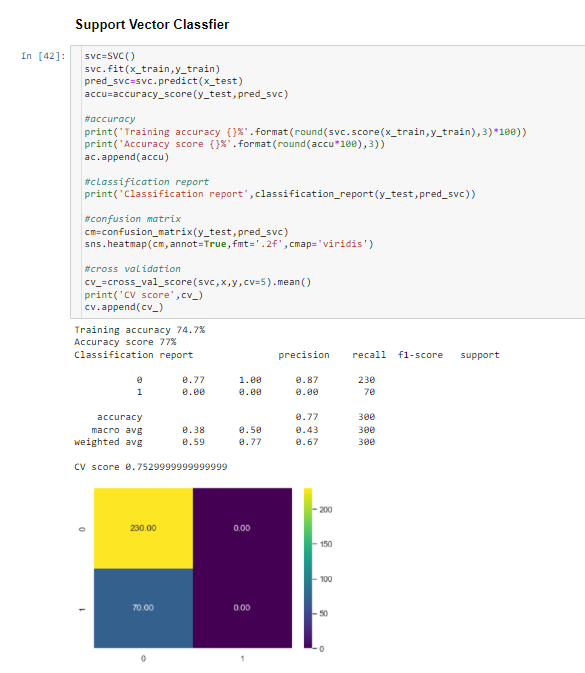 Support Vector Classfier
In [42]:
svc=SVC()
svc.fit(x_train,y_train)
pred_svc=svc.predict(x_test)
accu=accuracy_score(y_test,pred_svc)
#accuracy
print('Training accuracy {}%'.format(round(svc.score(x_train,y_train),3)*100))
print('Accuracy score {}%'.format(round(accu*100),3))
ac.append(accu)
#classification report
print('Classification report',classification_report(y_test,pred_svc))
#confusion matrix
cm=confusion_matrix(y_test,pred_svc)
sns.heatmap(cm,annot=True,fmt='.2f',cmap='viridis')
#cross validation
cv_=cross_val_score(svc,x,y,cv=5).mean()
print('CV score',cv_)
cv.append(cv_)
Training accuracy 74.7%
Accuracy score 77%
Classification report precision recall f1-score support
0 0.77 1.00 0.87 230
1 0.00 0.00 0.00 70
accuracy 0.77 300
macro avg 0.38 0.50 0.43 300
weighted avg 0.59 0.77 0.67 300
CV score 0.7529999999999999
0 230.00 0.00
1 70.00 0.00
0 1
200
150
100
50
0